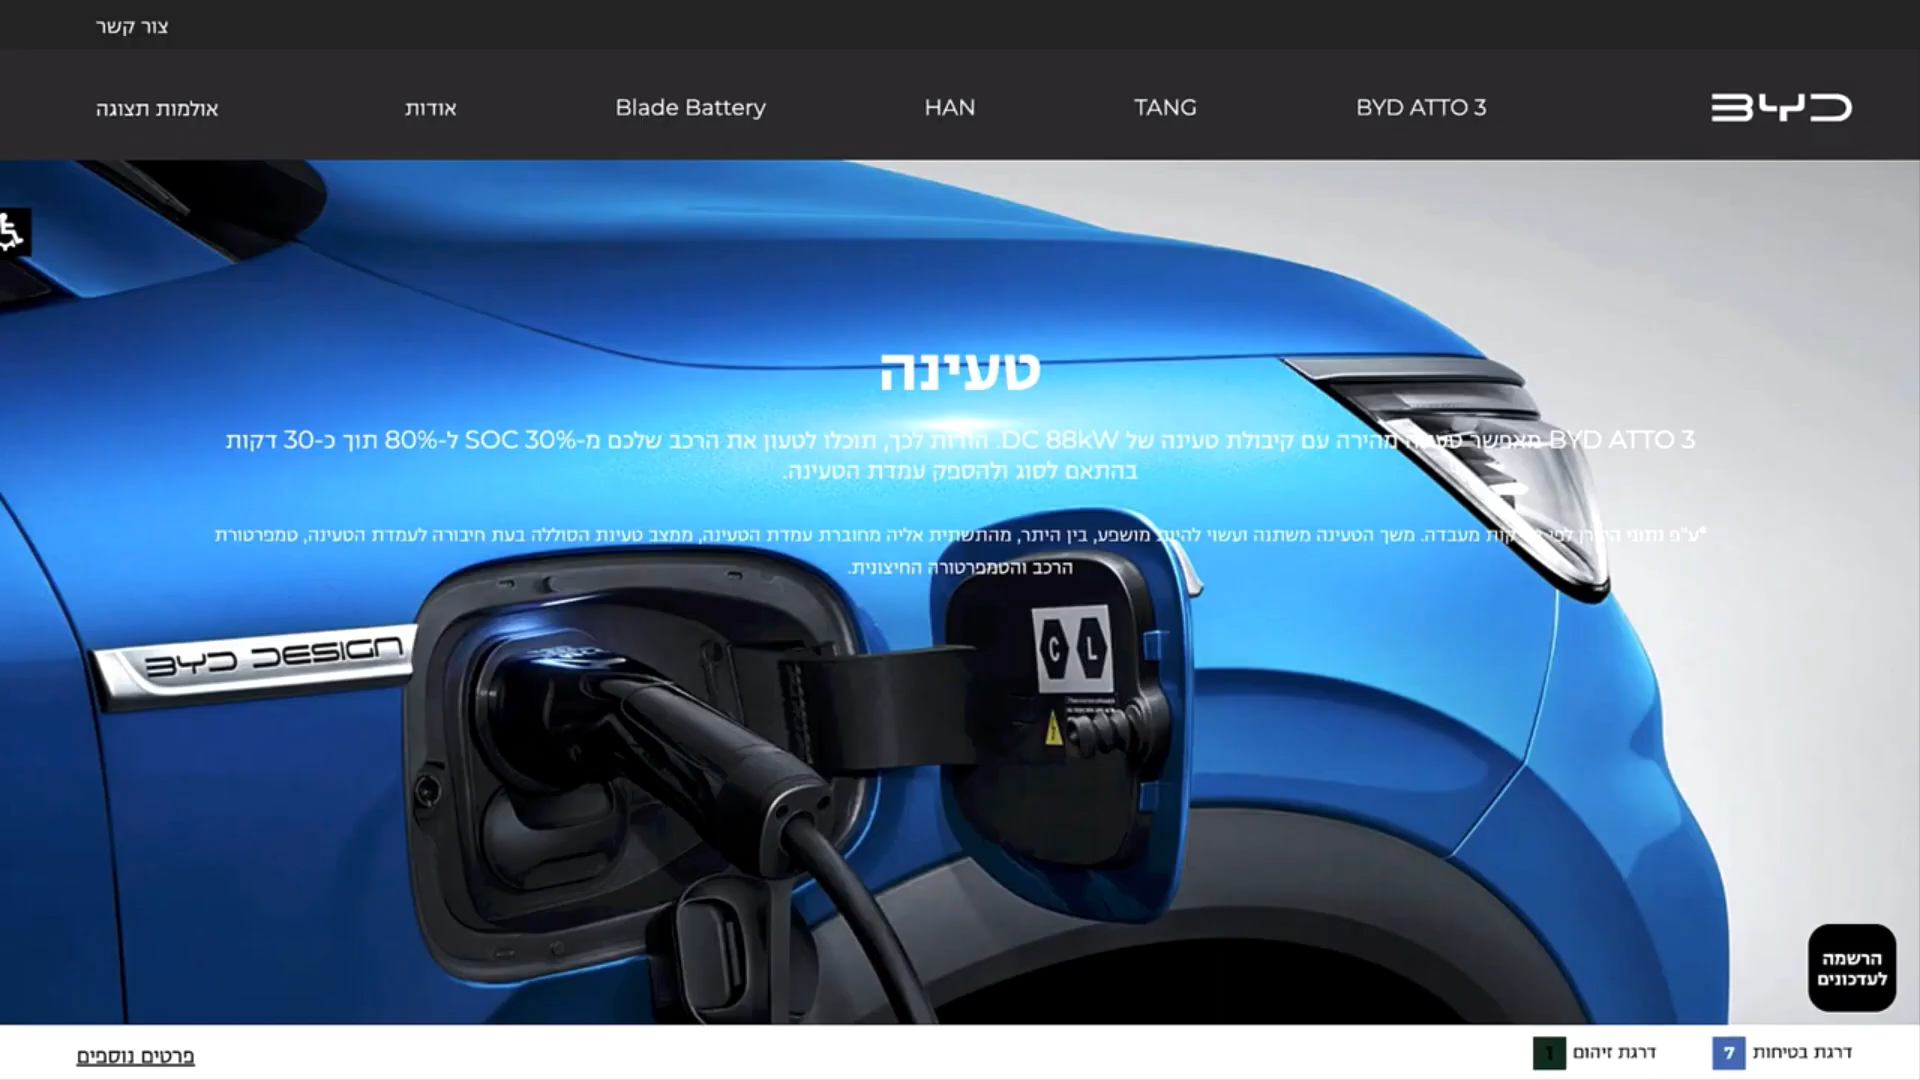 צור קשר
BYD
BYD ATTO 3
TANG
HAN
Blade Battery
אודות
אולמות תצוגה
טעינה
BYD ATTO 3 מאפשר טעינה מהירה עם קיבולת טעינה של DC 88kW. הודות לכך, תוכלו לטעון את הרכב שלכם מ-30% SOC ל-80% תוך כ-30 דקות
בהתאם לסוג ולהספק עמדת הטעינה.
*ע"פ נתוני היצרן לפי בדיקות מעבדה. משך הטעינה משתנה ועשוי להיות מושפע, בין היתר, מהתשתית אליה מחוברת עמדת הטעינה, ממצב טעינת הסוללה בעת חיבורה לעמדת הטעינה, טמפרטורת
הרכב והטמפרטורה החיצונית.
BYD DESIGN
C L
הרשמה
לעדכונים
דרגת בטיחות 7
דרגת זיהום 1
פרטים נוספים